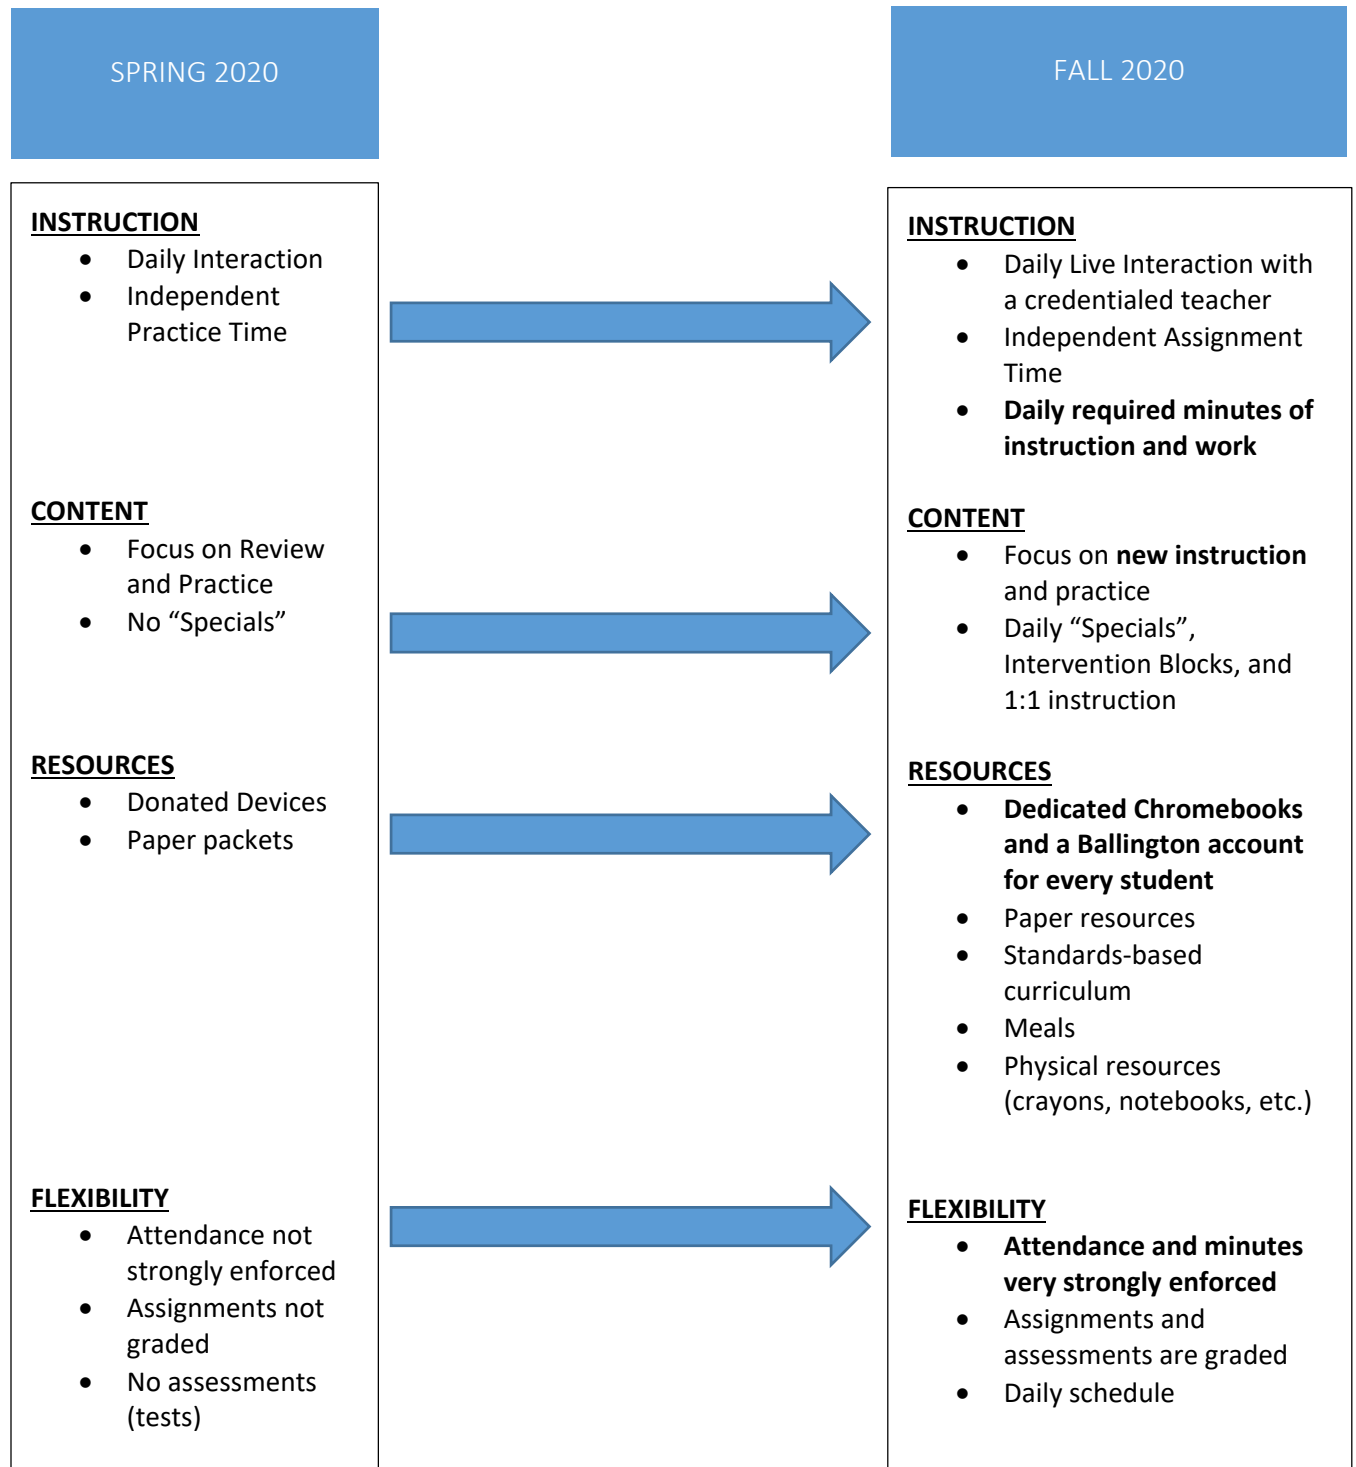 SPRING 2020
INSTRUCTION
• Daily Interaction
• Independent
Practice Time
CONTENT
• Focus on Review
and Practice
• No “Specials”
RESOURCES
• Donated Devices
• Paper packets
FLEXIBILITY
• Attendance not
strongly enforced
• Assignments not
graded
• No assessments
(tests)
FALL 2020
INSTRUCTION
• Daily Live Interaction with
a credentialed teacher
• Independent Assignment
Time
• Daily required minutes of
instruction and work
CONTENT
• Focus on new instruction
and practice
• Daily “Specials”,
Intervention Blocks, and
1:1 instruction
RESOURCES
• Dedicated Chromebooks
and a Ballington account
for every student
• Paper resources
• Standards-based
curriculum
• Meals
• Physical resources
(crayons, notebooks, etc.)
FLEXIBILITY
• Attendance and minutes
very strongly enforced
• Assignments and
assessments are graded
• Daily schedule